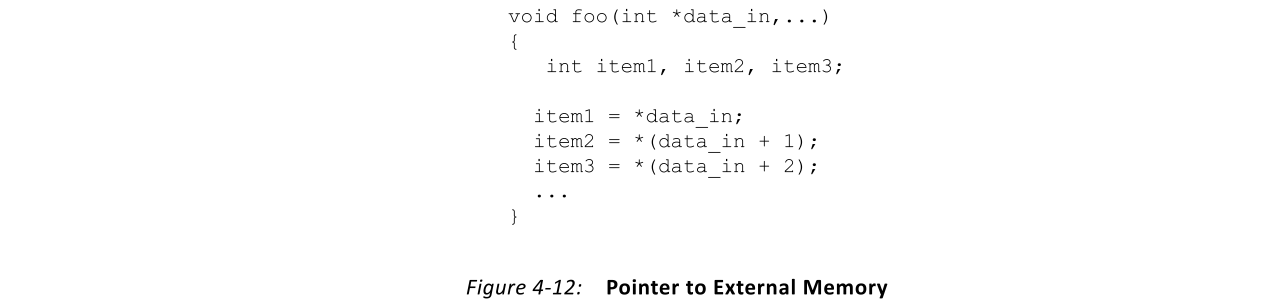 void foo(int *data_in,...)
{
   int item1, item2, item3;

  item1 = *data_in;
  item2 = *(data_in + 1);
  item3 = *(data_in + 2);
  ...
}

Figure 4-12: Pointer to External Memory